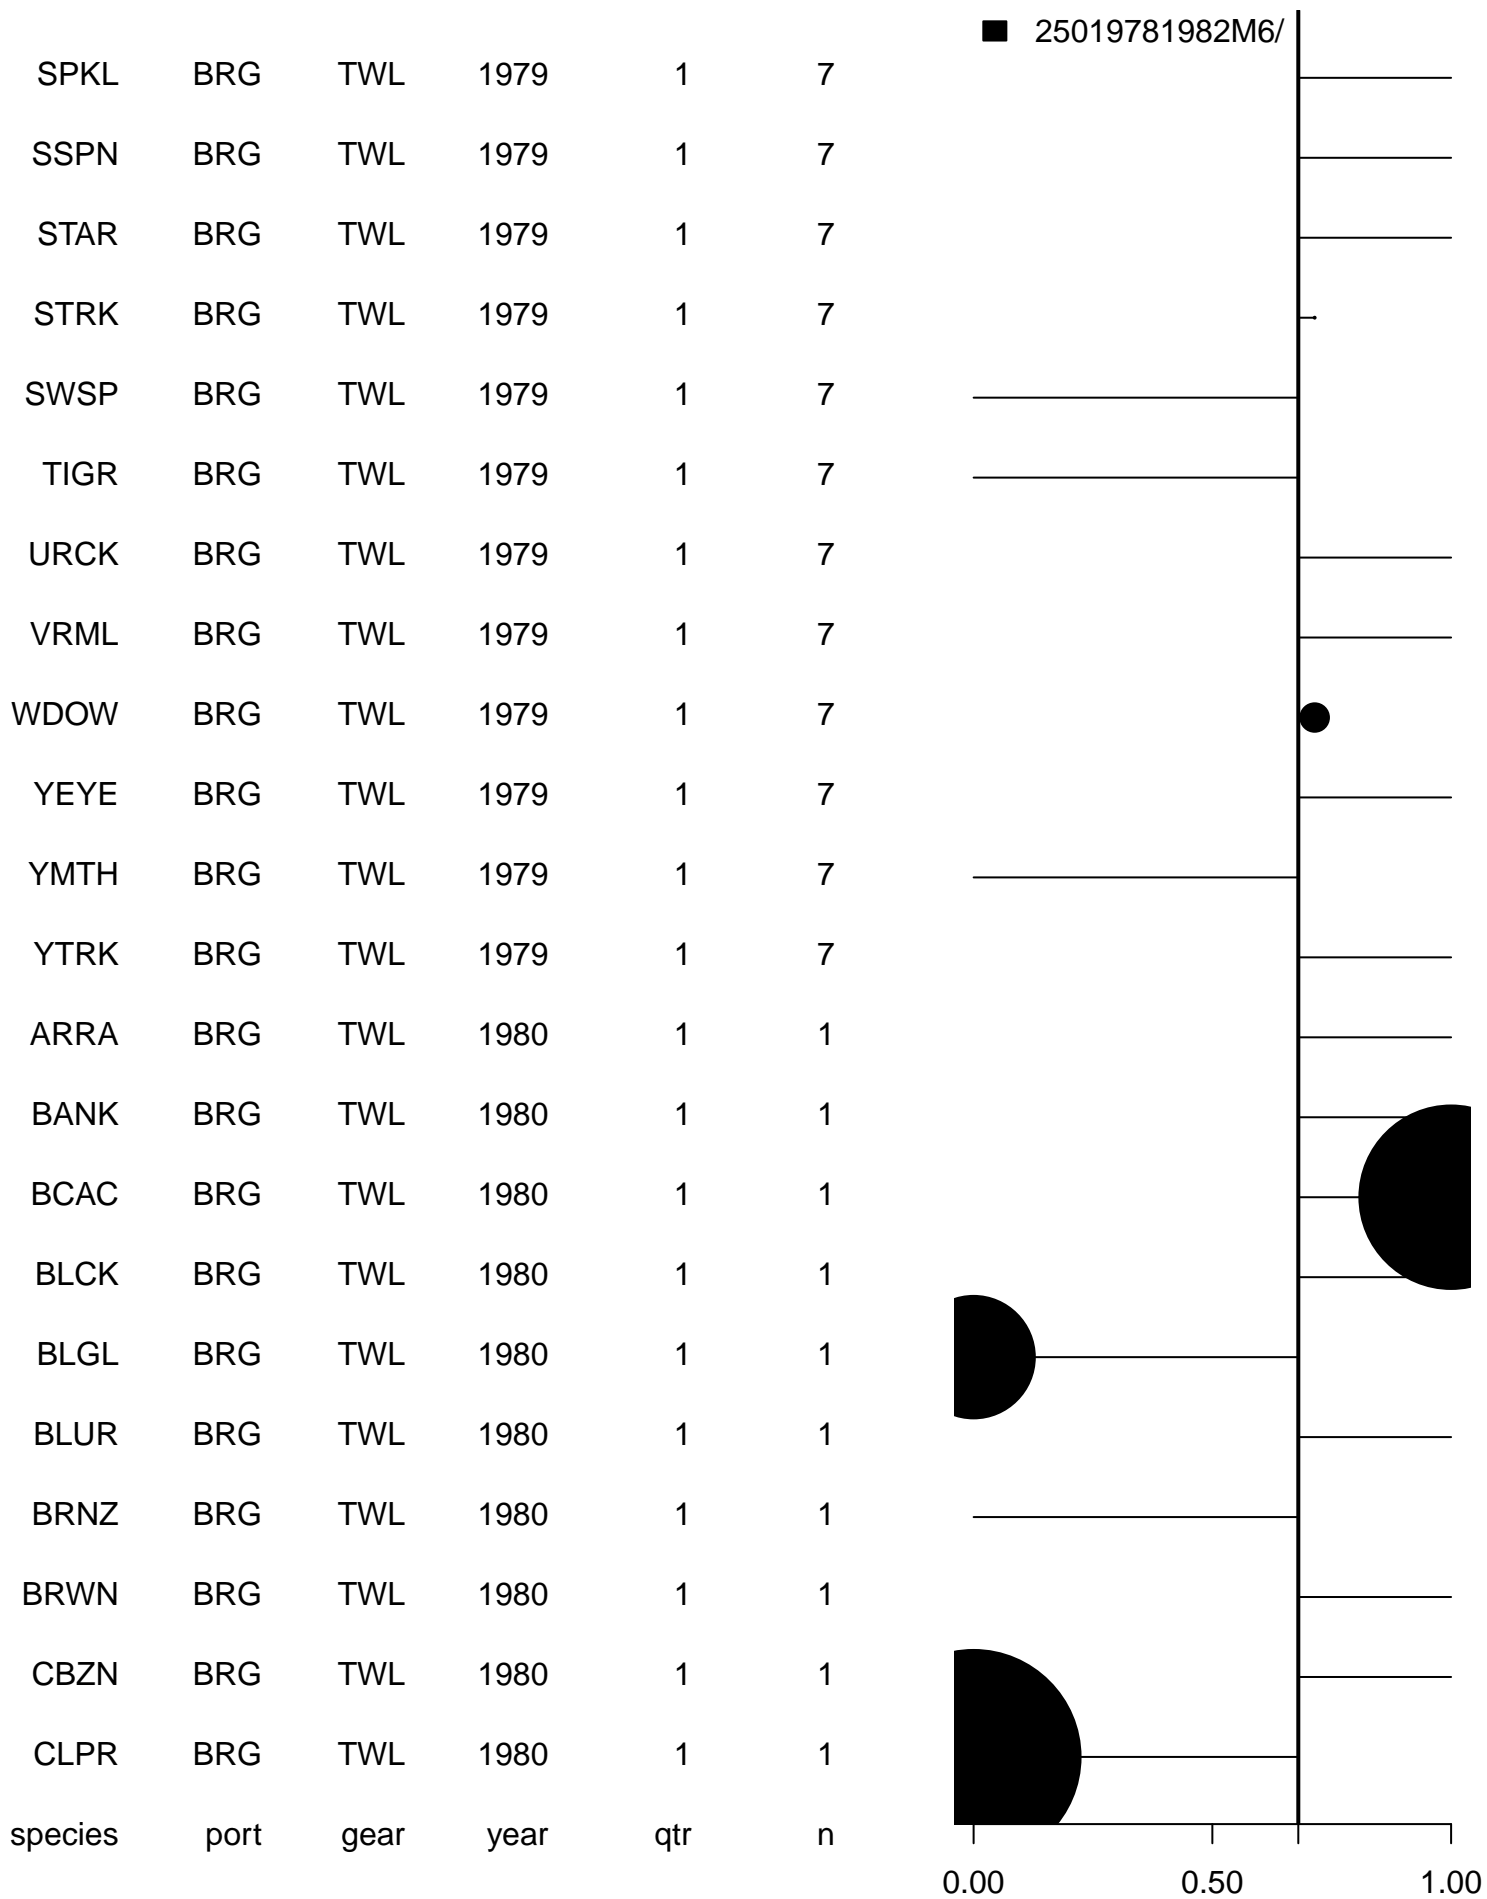 25019781982M6/
SPKL BRG TWL 1979 1 7
SSPN BRG TWL 1979 1 7
STAR BRG TWL 1979 1 7
STRK BRG TWL 1979 1 7
SWSP BRG TWL 1979 1 7
TIGR BRG TWL 1979 1 7
URCK BRG TWL 1979 1 7
VRML BRG TWL 1979 1 7
WDOW BRG TWL 1979 1 7
YEYE BRG TWL 1979 1 7
YMTH BRG TWL 1979 1 7
YTRK BRG TWL 1979 1 7
ARRA BRG TWL 1980 1 1
BANK BRG TWL 1980 1 1
BCAC BRG TWL 1980 1 1
BLCK BRG TWL 1980 1 1
BLGL BRG TWL 1980 1 1
BLUR BRG TWL 1980 1 1
BRNZ BRG TWL 1980 1 1
BRWN BRG TWL 1980 1 1
CBZN BRG TWL 1980 1 1
CLPR BRG TWL 1980 1 1
species port gear year qtr n
0.00 0.50 1.00